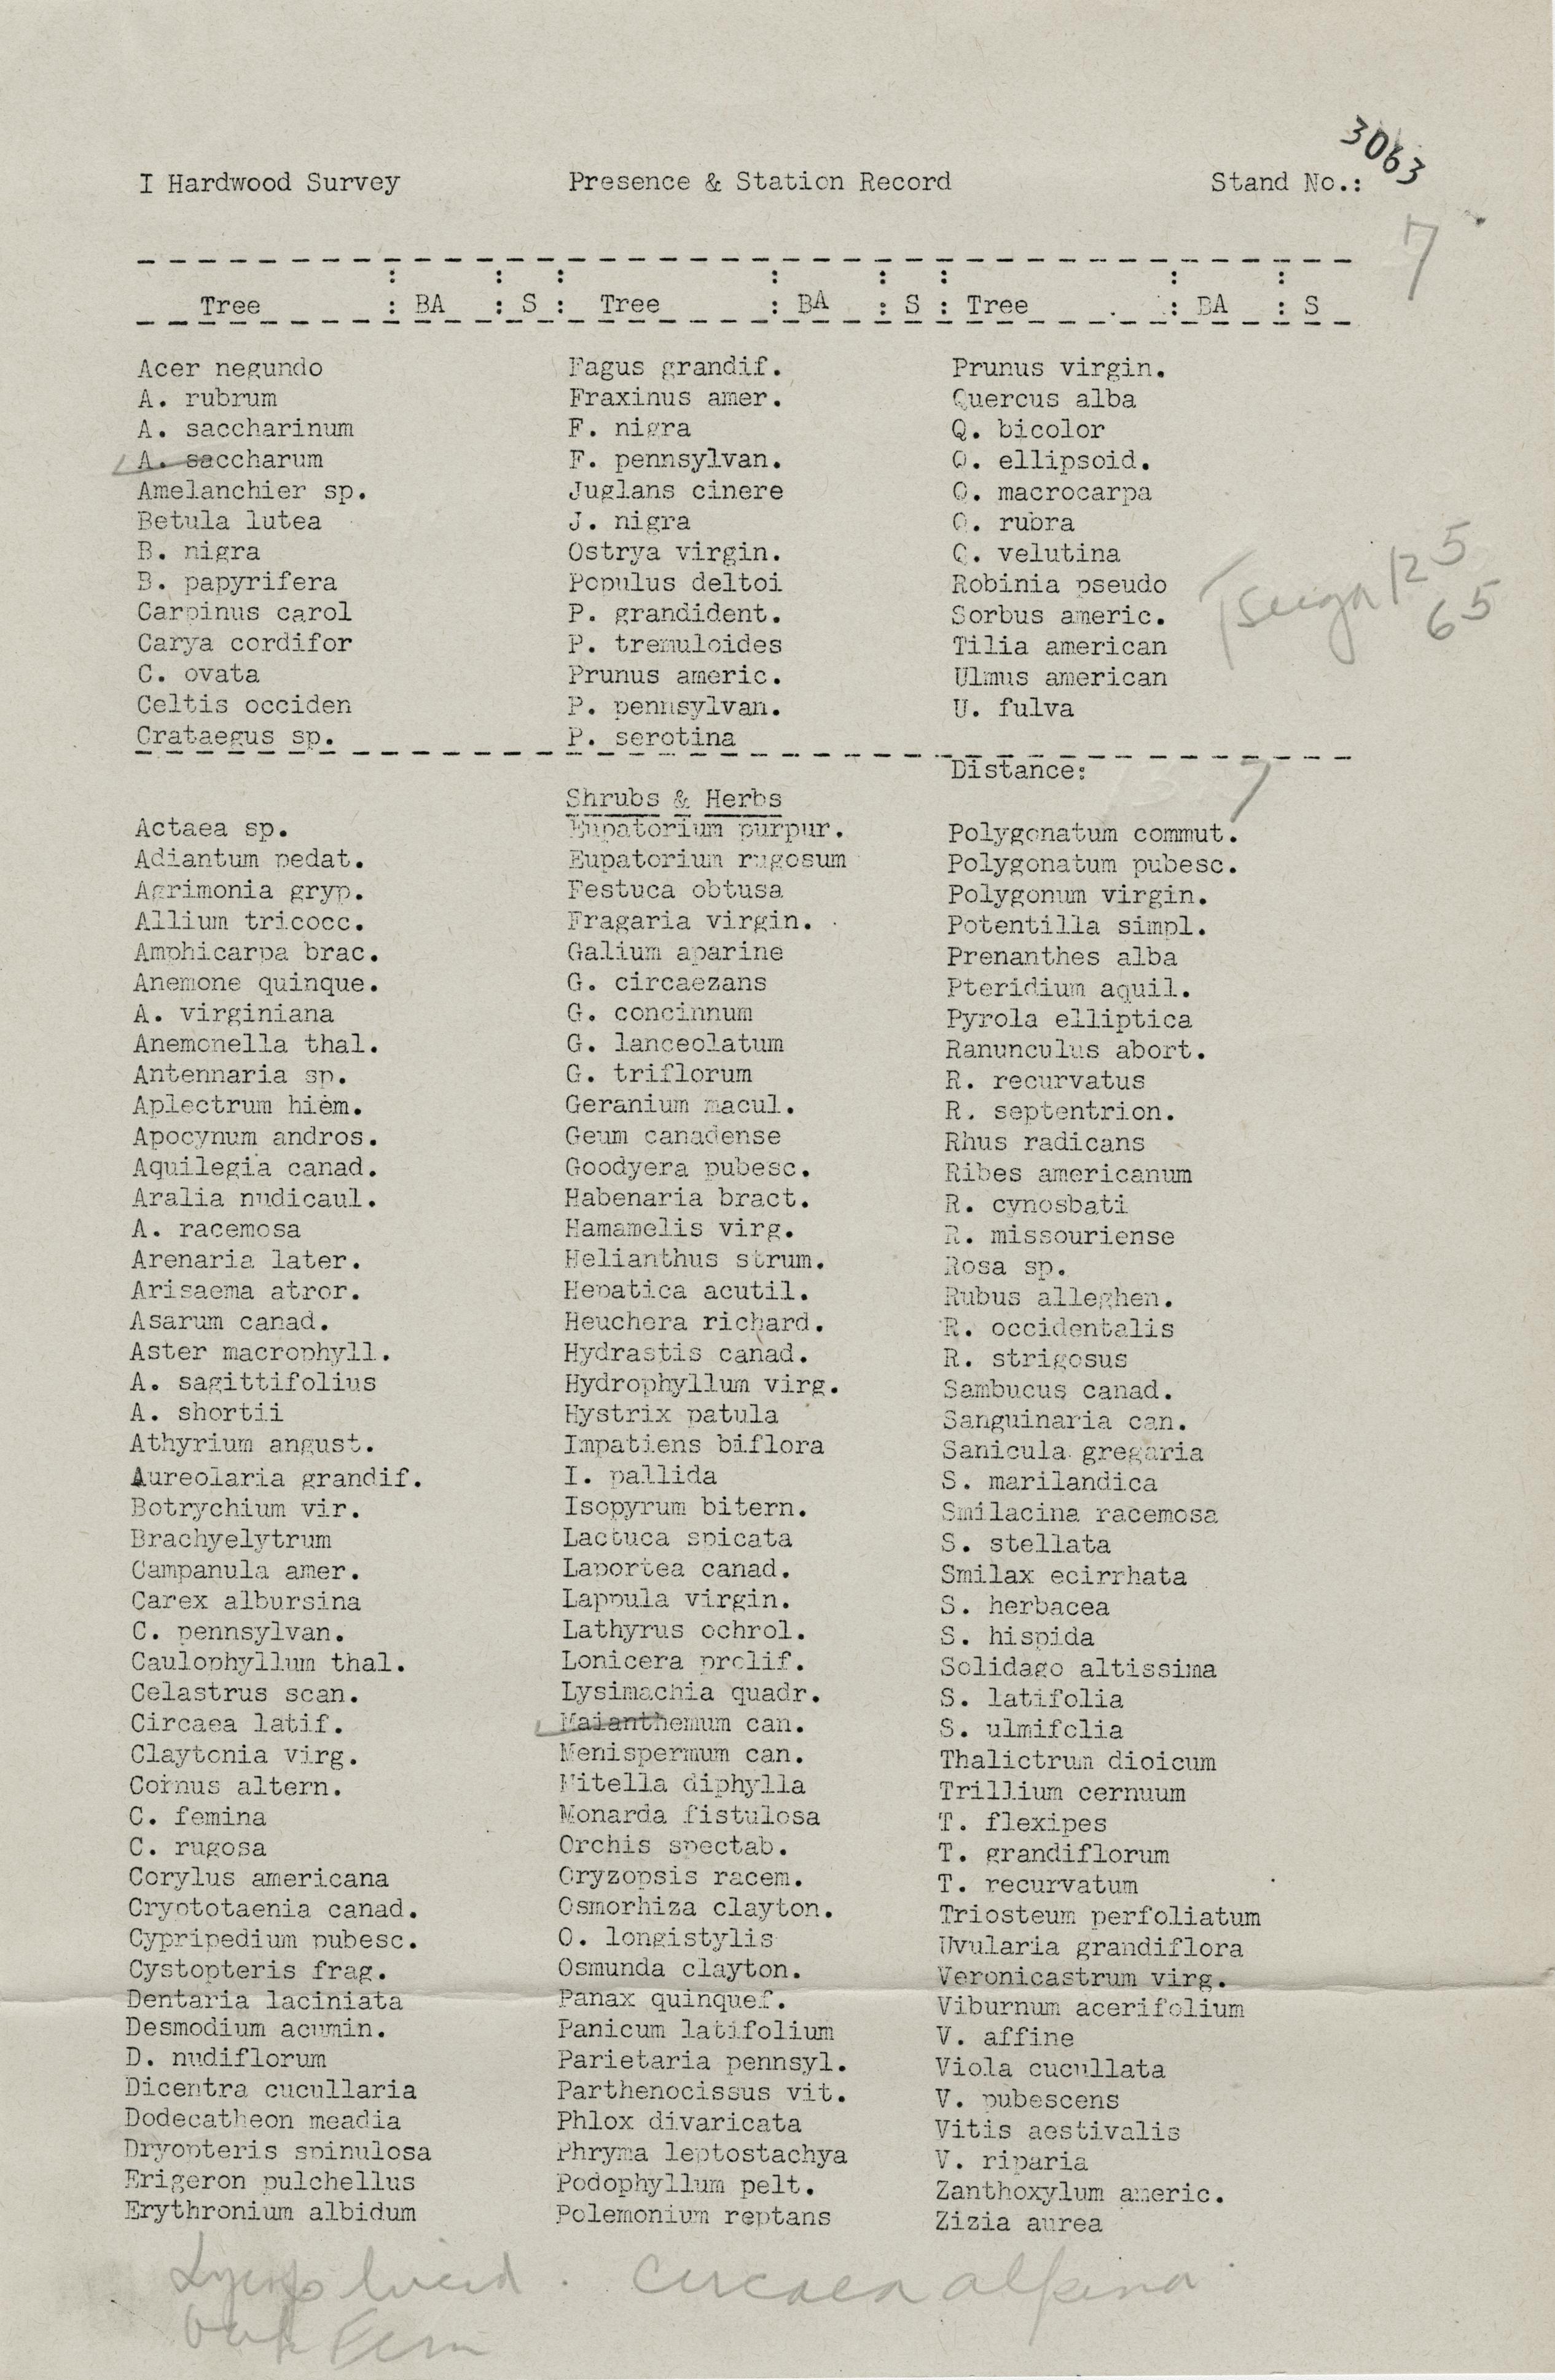 3063
I Hardwood Survey Presence & Station Record Stand No.:
7
Tree : BA : S : Tree : BA : S : Tree : BA : S
Acer negundo Fagus grandif. Prunus virgin.
A. rubrum Fraxinus amer. Quercus alba
A. saccharinum F. nigra Q. bicolor
A. saccharum F. pennsylvan. Q. ellipsoid.
Amelanchier sp. Juglans cinere Q. macrocarpa
Betula lutea J. nigra Q. rubra
B. nigra Ostrya virgin. Q. velutina
B. papyrifera Populus deltoi Robinia pseudo
Tsuga 125
65
Carpinus carol P. grandident. Sorbus americ.
Carya cordifor P. tremuloides Tilia american
C. ovata Prunus americ. Ulmus american
Celtis occiden P. pennsylvan. U. fulva
Crataegus sp. P. serotina
Distance: 7
Shrubs & Herbs
Actaea sp. Eupatorium purpur. Polygonatum commut.
Adiantum pedat. Eupatorium rugosum Polygonatum pubesc.
Agrimonia gryp. Festuca obtusa Polygonum virgin.
Allium tricocc. Fragaria virgin. Potentilla simpl.
Amphicarpa brac. Galium aparine Prenanthes alba
Anemone quinque. G. circaezans Pteridium aquil.
A. virginiana G. concinnum Pyrola elliptica
Anemonella thal. G. lanceolatum Ranunculus abort.
Antennaria sp. G. triflorum R. recurvatus
Aplectrum hiem. Geranium macul. R. septentrion.
Apocynum andros. Geum canadense Rhus radicans
Aquilegia canad. Goodyera pubesc. Ribes americanum
Aralia nudicaul. Habenaria bract. R. cynosbati
A. racemosa Hamamelis virg. R. missouriense
Arenaria later. Helianthus strum. Rosa sp.
Arisaema atror. Hepatica acutil. Rubus alleghen.
Asarum canad. Heuchera richard. R. occidentalis
Aster macrophyll. Hydrastis canad. R. strigosus
A. sagittifolius Hydrophyllum virg. Sambucus canad.
A. shortii Hystrix patula Sanguinaria can.
Athyrium angust. Impatiens biflora Sanicula gregaria
Aureolaria grandif. I. pallida S. marilandica
Botrychium vir. Isopyrum bitern. Smilacina racemosa
Brachyelytrum Lactuca spicata S. stellata
Campanula amer. Laportea canad. Smilax ecirrhata
Carex albursina Lappula virgin. S. herbacea
C. pennsylvan. Lathyrus ochrol. S. hispida
Caulophyllum thal. Lonicera prolif. Solidago altissima
Celastrus scan. Lysimachia quadr. S. latifolia
Circaea latif. Maianthemum can. S. ulmifolia
Claytonia virg. Menispermum can. Thalictrum dioicum
Cornus altern. Mitella diphylla Trillium cernuum
C. femina Monarda fistulosa T. flexipes
C. rugosa Orchis spectab. T. grandiflorum
Corylus americana Oryzopsis racem. T. recurvatum
Cryptotaenia canad. Osmorhiza clayton. Triosteum perfoliatum
Cypripedium pubesc. O. longistylis Uvularia grandiflora
Cystopteris frag. Osmunda clayton. Veronicastrum virg.
Dentaria laciniata Panax quinquef. Viburnum acerifolium
Desmodium acumin. Panicum latifolium V. affine
D. nudiflorum Parietaria pennsyl. Viola cucullata
Dicentra cucullaria Parthenocissus vit. V. pubescens
Dodecatheon meadia Phlox divaricata Vitis aestivalis
Dryopteris spinulosa Phryma leptostachya V. riparia
Erigeron pulchellus Podophyllum pelt. Zanthoxylum americ.
Erythronium albidum Polemonium reptans Zizia aurea
Lycop lucid. Circaea alpina
Oak Fern